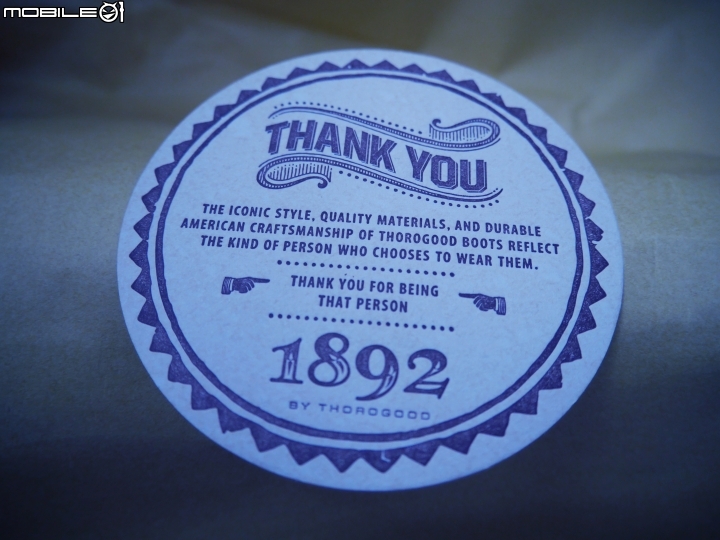 MOBILE01
THANK YOU
THE ICONIC STYLE, QUALITY MATERIALS, AND DURABLE
AMERICAN CRAFTSMANSHIP OF THOROGOOD BOOTS REFLECT
THE KIND OF PERSON WHO CHOOSES TO WEAR THEM.
THANK YOU FOR BEING
THAT PERSON
1892
BY THOROGOOD